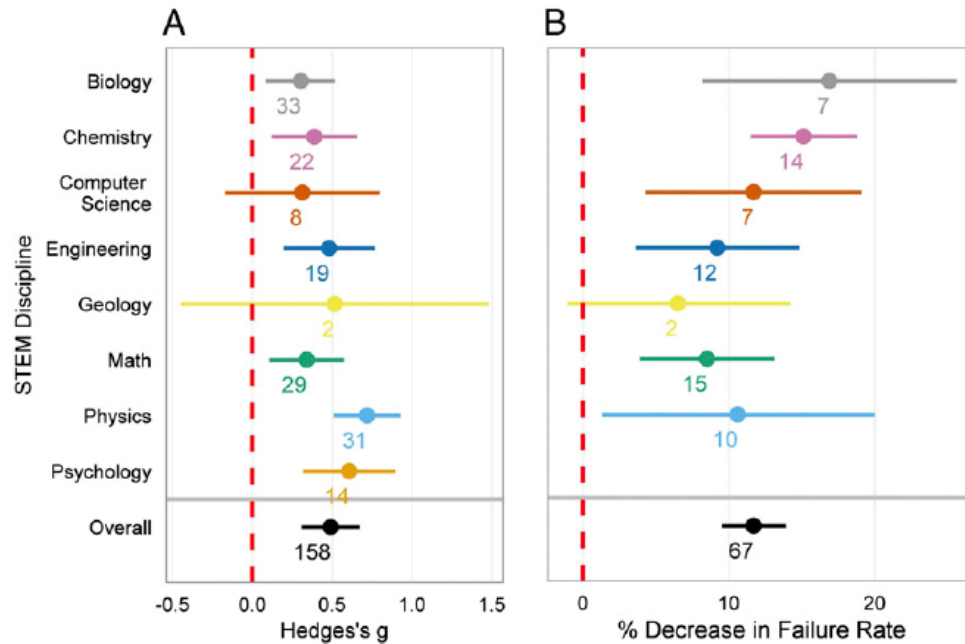 A
B
Biology
33
7
Chemistry
22
14
Computer
Science
8
7
Engineering
19
12
Geology
2
2
Math
29
15
Physics
31
10
Psychology
14
Overall
158
67
-0.5 0.0 0.5 1.0 1.5
0 10 20
Hedges's g
% Decrease in Failure Rate
STEM Discipline